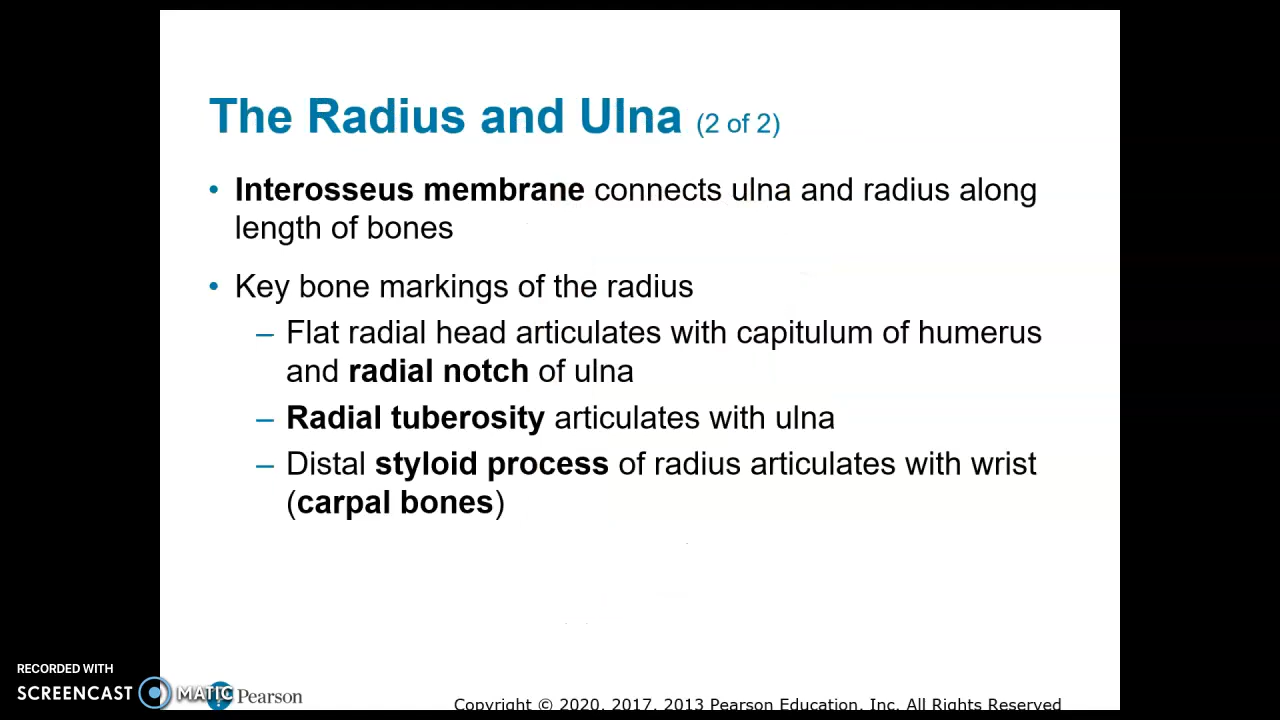 The Radius and Ulna (2 of 2)
• Interosseus membrane connects ulna and radius along
length of bones
• Key bone markings of the radius
– Flat radial head articulates with capitulum of humerus
and radial notch of ulna
– Radial tuberosity articulates with ulna
– Distal styloid process of radius articulates with wrist
(carpal bones)
RECORDED WITH
SCREENCAST MATIC
Pearson
Copyright © 2020, 2017, 2013 Pearson Education, Inc. All Rights Reserved